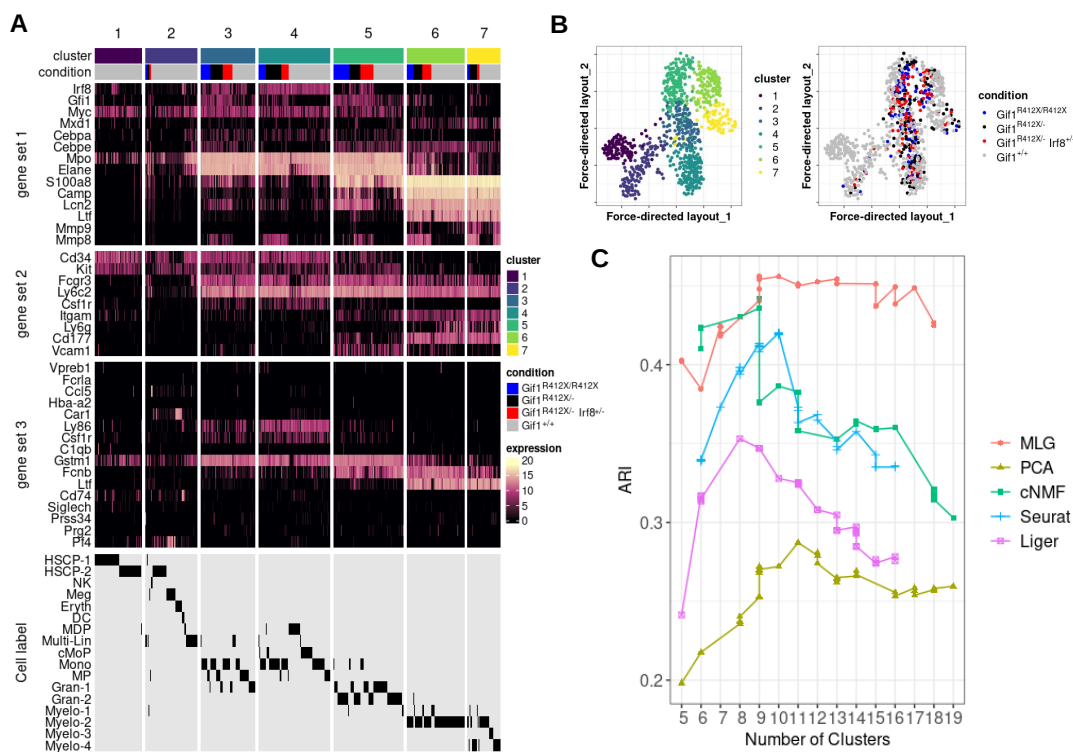 A
1 2 3 4 5 6 7
cluster
condition
gene set 1
Irf8
Gfi1
Myc
Mxd1
Cebpa
Cebpe
Mpo
Elane
S100a8
Camp
Lcn2
Ltf
Mmp9
Mmp8
gene set 2
Cd34
Kit
Fcgr3
Ly6c2
Csf1r
Itgam
Ly6g
Cd177
Vcam1
gene set 3
Vpreb1
Fcrla
Ccl5
Hba-a2
Car1
Ly86
Csf1r
C1qb
Gstm1
Fcnb
Ltf
Cd74
Siglech
Prss34
Prg2
Pf4
Cell label
HSCP-1
HSCP-2
NK
Meg
Eryth
DC
MDP
Multi-Lin
cMoP
Mono
MP
Gran-1
Gran-2
Myelo-1
Myelo-2
Myelo-3
Myelo-4
cluster
1
2
3
4
5
6
7
condition
Gif1R412X/R412X
Gif1R412X/-
Gif1R412X/- Irf8+/-
Gif1+/+
expression
20
15
10
5
0
B
Force-directed layout_2
Force-directed layout_1
cluster
1
2
3
4
5
6
7
Force-directed layout_2
Force-directed layout_1
condition
Gif1R412X/R412X
Gif1R412X/-
Gif1R412X/- Irf8+/-
Gif1+/+
C
ARI
0.4
0.3
0.2
5 6 7 8 9 10 11 12 13 14 15 16 17 18 19
Number of Clusters
MLG
PCA
cNMF
Seurat
Liger